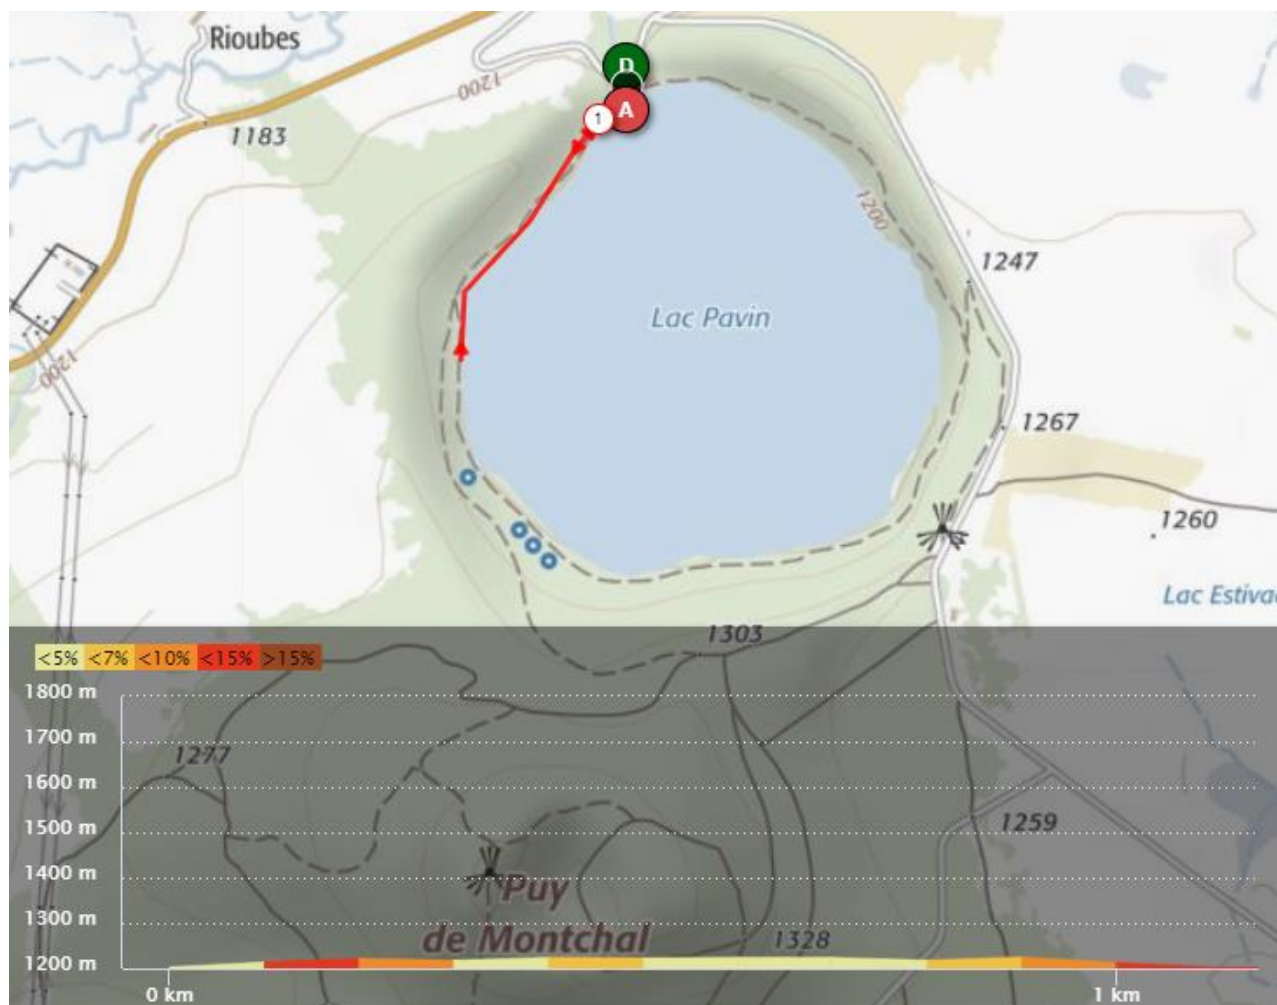 Rioubes
D
1200
A
1
1183
1200
1247
Lac Pavin
1200
1267
1260
Lac Estiva
1303
<5% <7% <10% <15% >15%
1800 m
1700 m
1277
1600 m
1500 m
1259
1400 m
Puy
de Montchal
1300 m
1328
1200 m
0 km 1 km